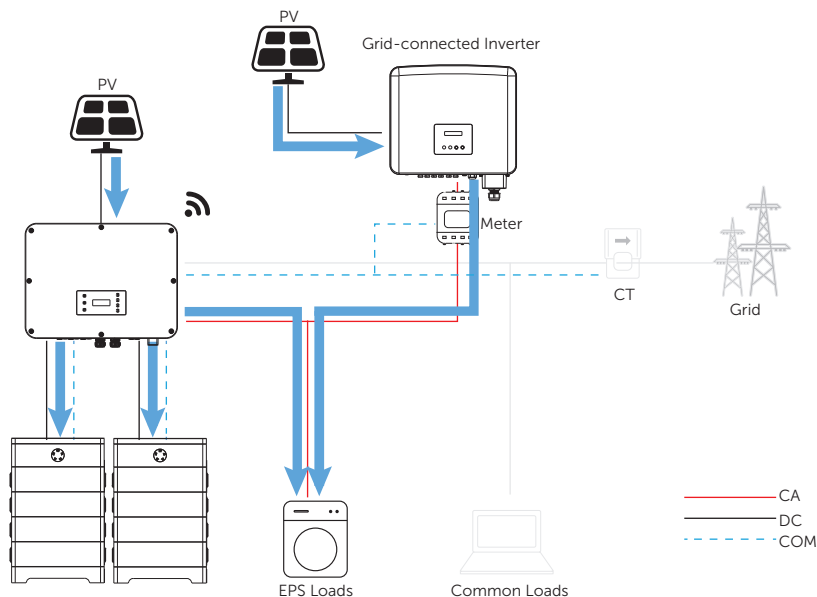 PV
Grid-connected Inverter
PV
Meter
CT
Grid
CA
DC
COM
EPS Loads
Common Loads